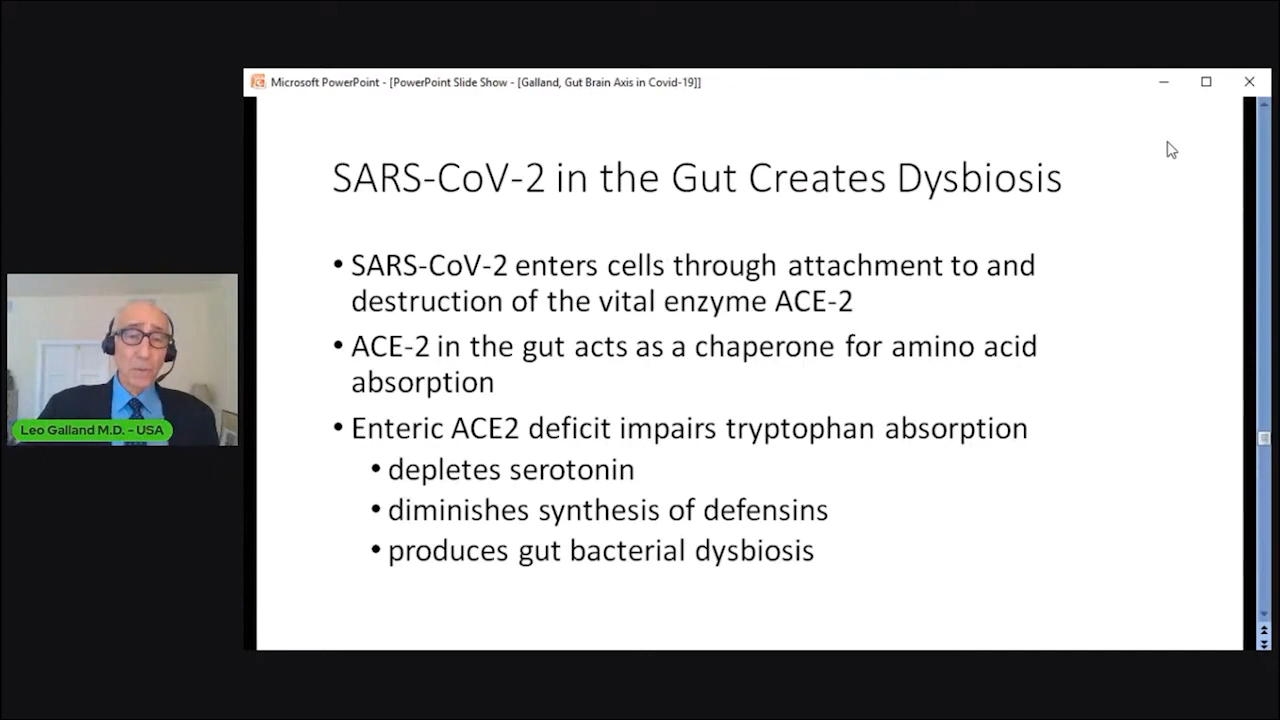 Microsoft PowerPoint - [PowerPoint Slide Show - [Galland, Gut Brain Axis in Covid-19]]
SARS-CoV-2 in the Gut Creates Dysbiosis
• SARS-CoV-2 enters cells through attachment to and
destruction of the vital enzyme ACE-2
• ACE-2 in the gut acts as a chaperone for amino acid
absorption
• Enteric ACE2 deficit impairs tryptophan absorption
• depletes serotonin
• diminishes synthesis of defensins
• produces gut bacterial dysbiosis
Leo Galland M.D. - USA